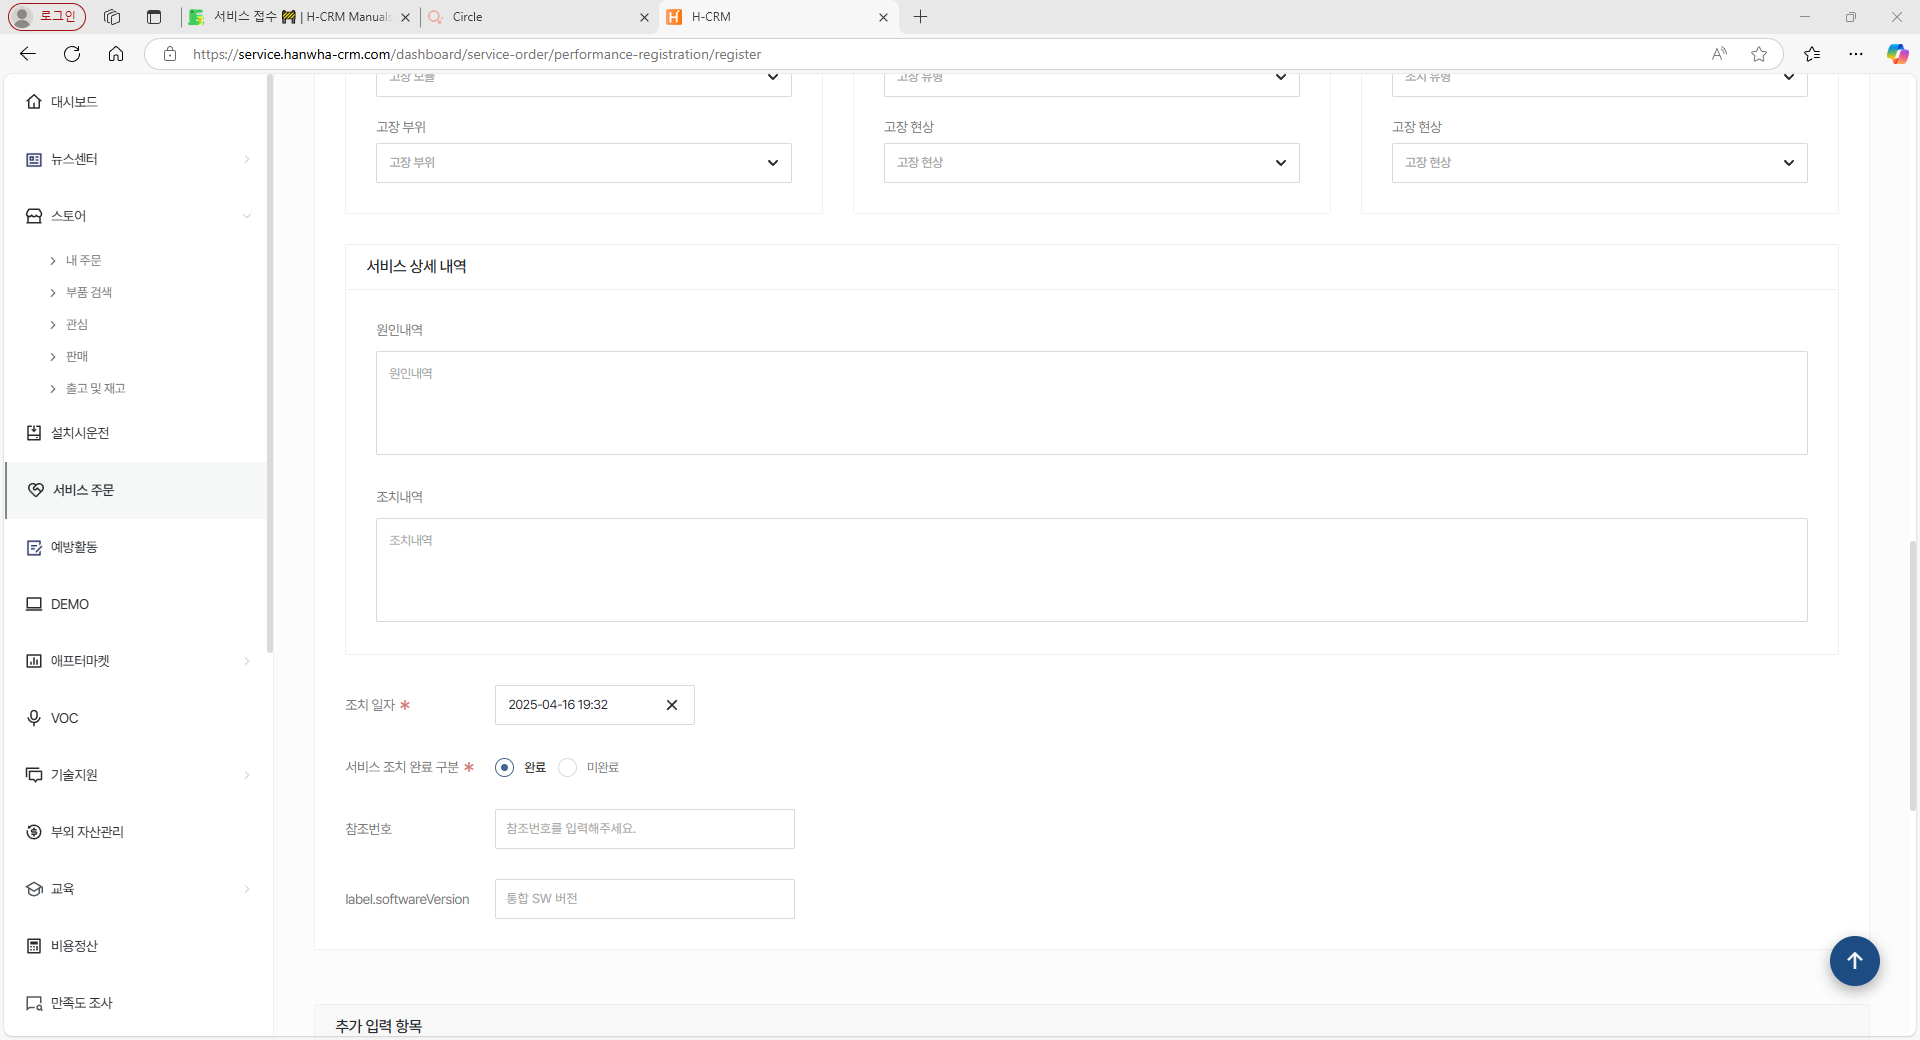 로그인
서비스 접수 🚧 | H-CRM Manuals
Circle
H-CRM
https://service.hanwha-crm.com/dashboard/service-order/performance-registration/register
대시보드
뉴스센터
스토어
내 주문
부품 검색
관심
판매
출고 및 재고
설치시운전
서비스 주문
예방활동
DEMO
애프터마켓
VOC
기술지원
부외 자산관리
교육
비용정산
만족도 조사
고장 모듈
고장 유형
조치 유형
고장 부위
고장 현상
고장 현상
고장 부위
고장 현상
고장 현상
서비스 상세 내역
원인내역
원인내역
조치내역
조치내역
조치 일자 *
2025-04-16 19:32
서비스 조치 완료 구분 *
완료
미완료
참조번호
참조번호를 입력해주세요.
label.softwareVersion
통합 SW 버전
추가 입력 항목